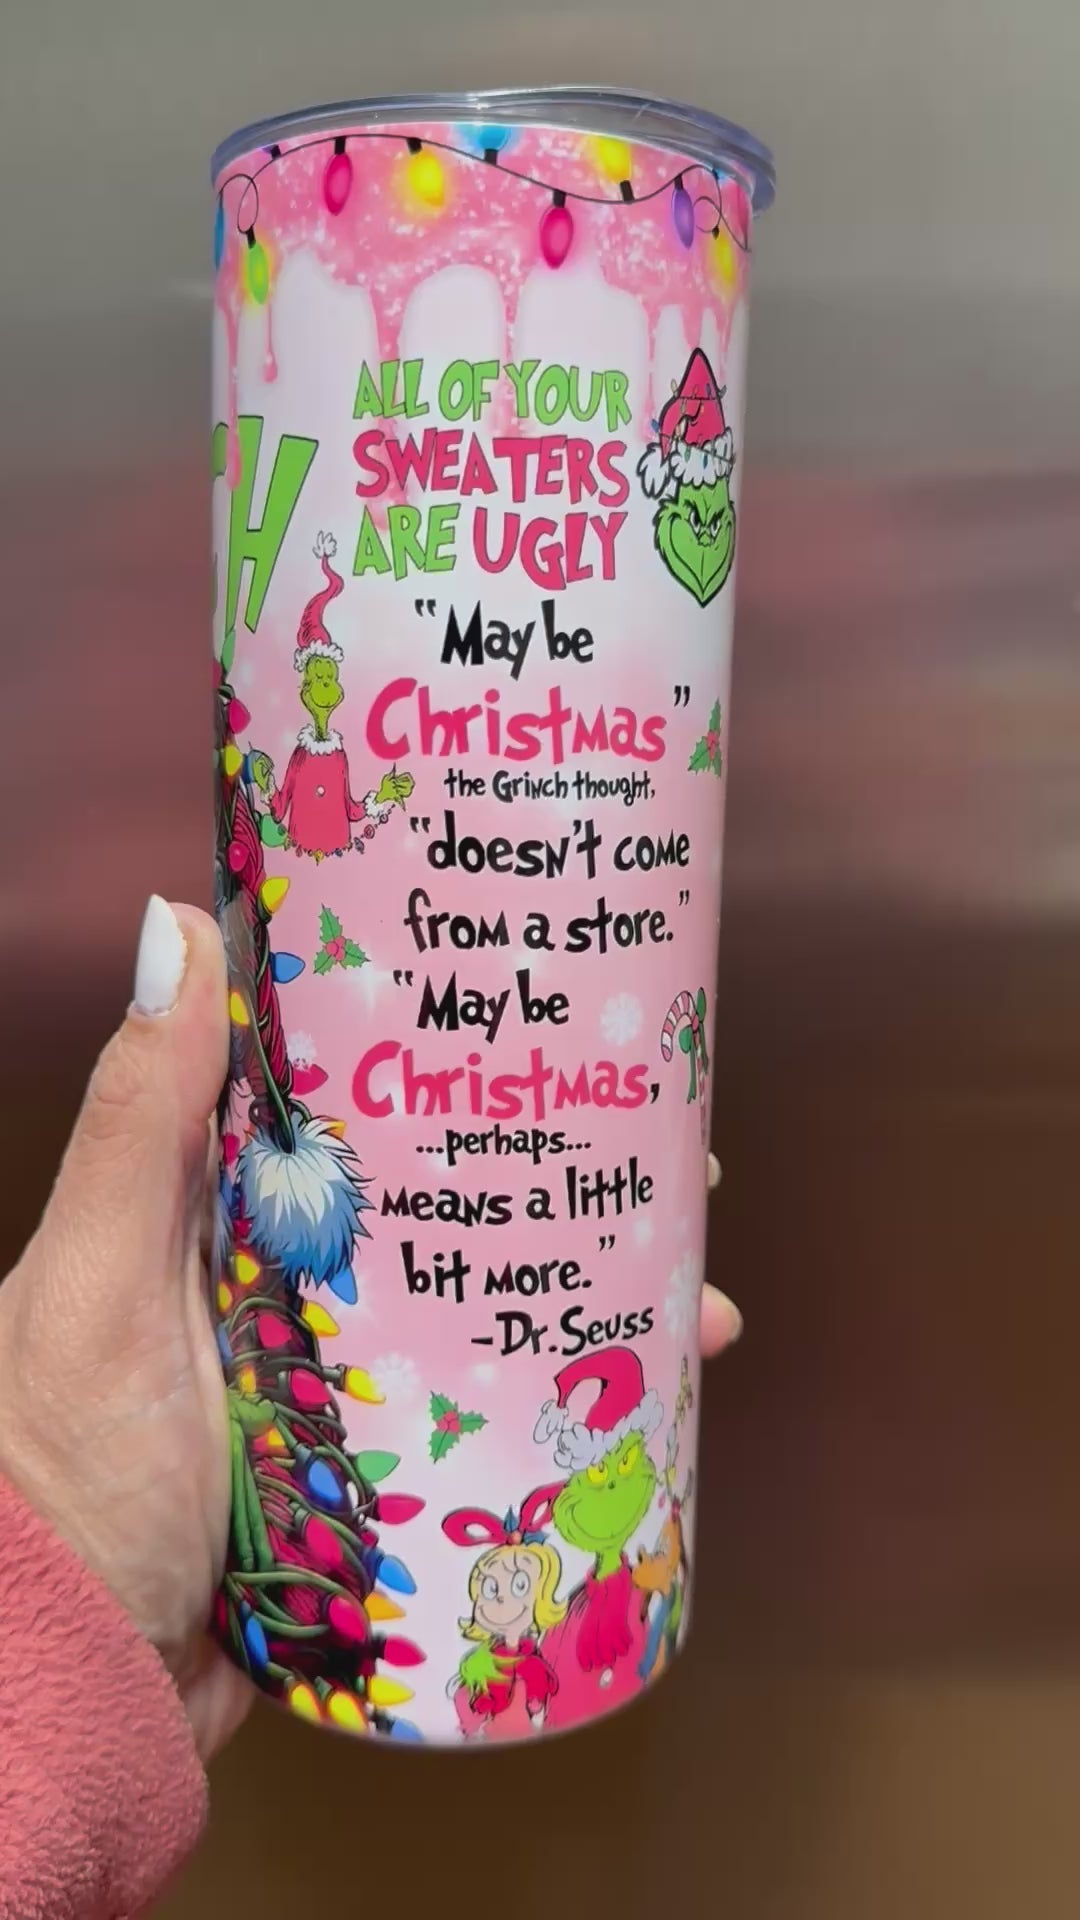 CH
ALL OF YOUR
SWEATERS
ARE UGLY
"May be
Christmas"
the Grinch thought,
"doesn't come
from a store."
"May be
Christmas,
...perhaps...
means a little
bit more."
-Dr. Seuss